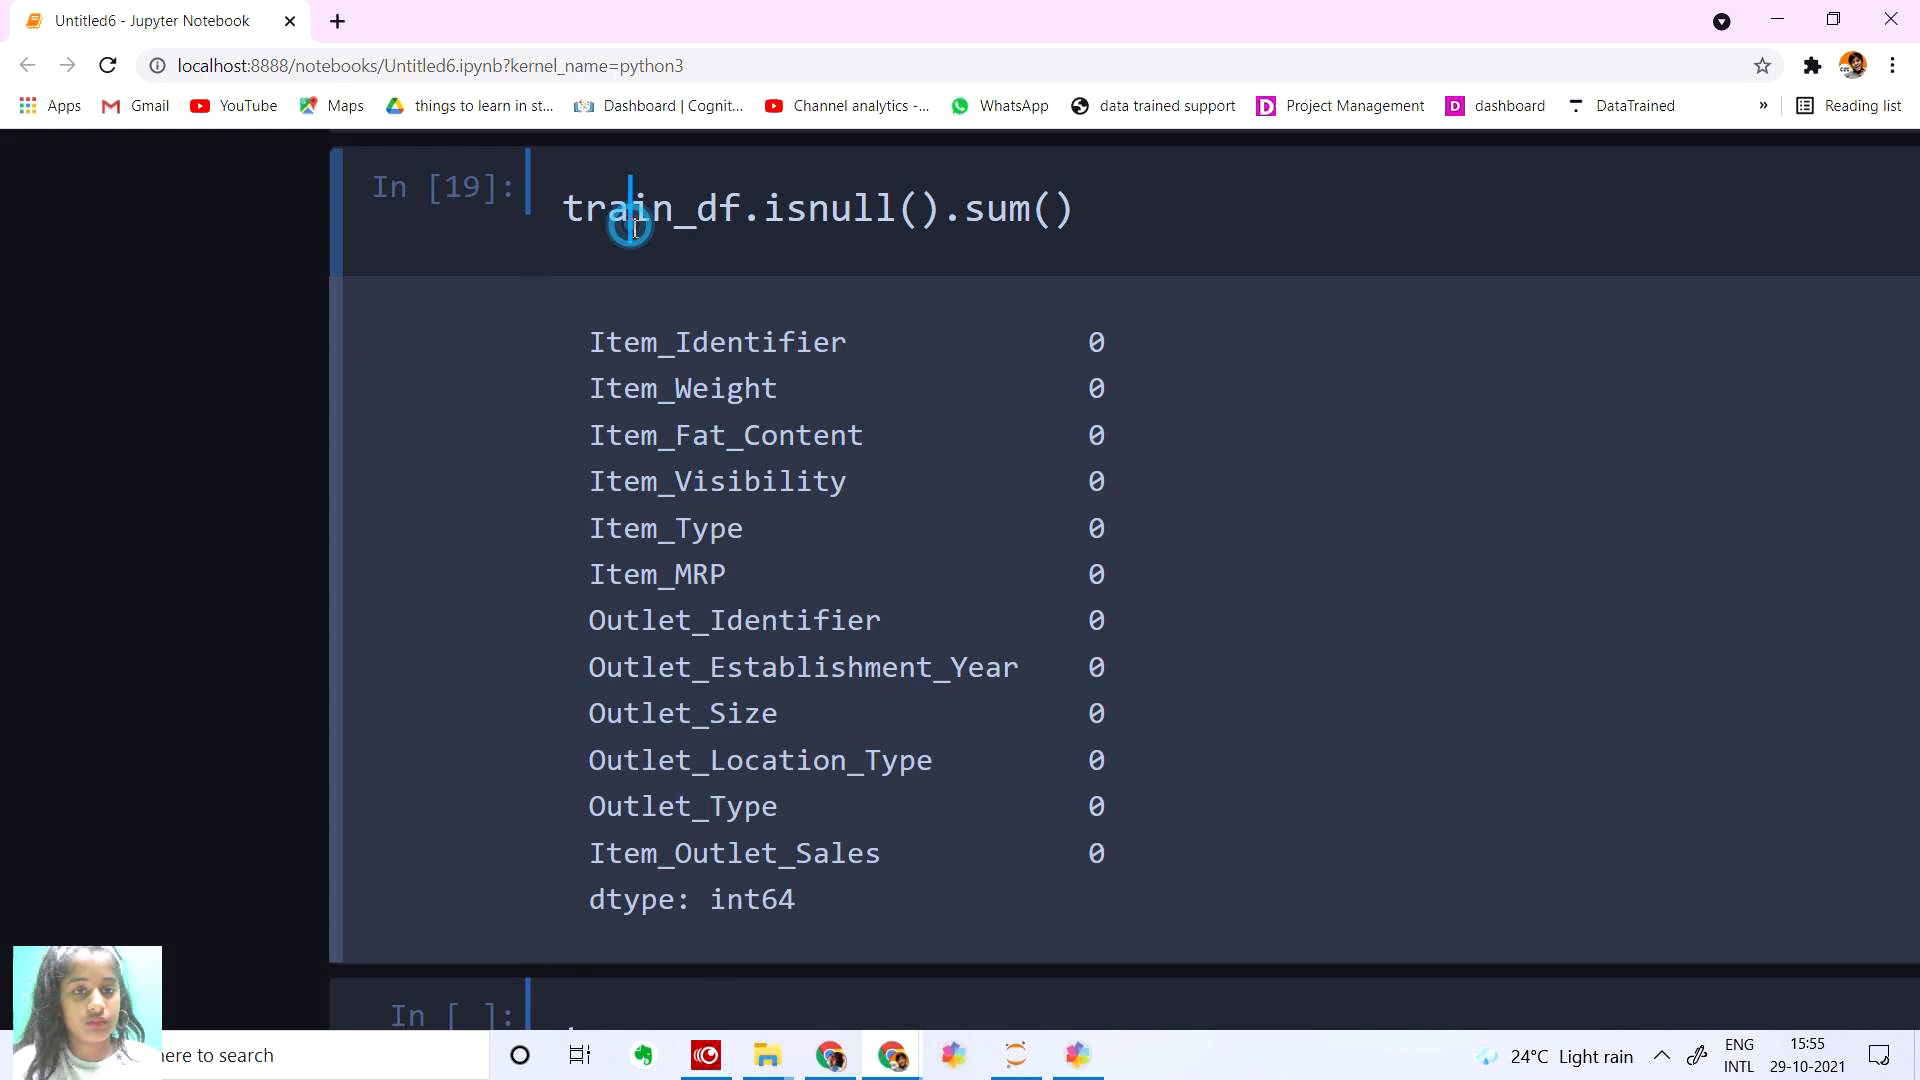 Untitled6 - Jupyter Notebook
localhost:8888/notebooks/Untitled6.ipynb?kernel_name=python3
Apps Gmail YouTube Maps things to learn in st... Dashboard | Cognit... Channel analytics -... WhatsApp data trained support Project Management dashboard DataTrained » Reading list
In [19]: train_df.isnull().sum()
Item_Identifier 0
Item_Weight 0
Item_Fat_Content 0
Item_Visibility 0
Item_Type 0
Item_MRP 0
Outlet_Identifier 0
Outlet_Establishment_Year 0
Outlet_Size 0
Outlet_Location_Type 0
Outlet_Type 0
Item_Outlet_Sales 0
dtype: int64
In [ ]:
here to search
24°C Light rain
ENG
INTL
15:55
29-10-2021